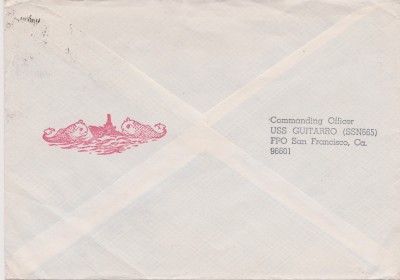 Commanding Officer
USS GUITARRO (SSN665)
FPO San Francisco, Ca.
96601